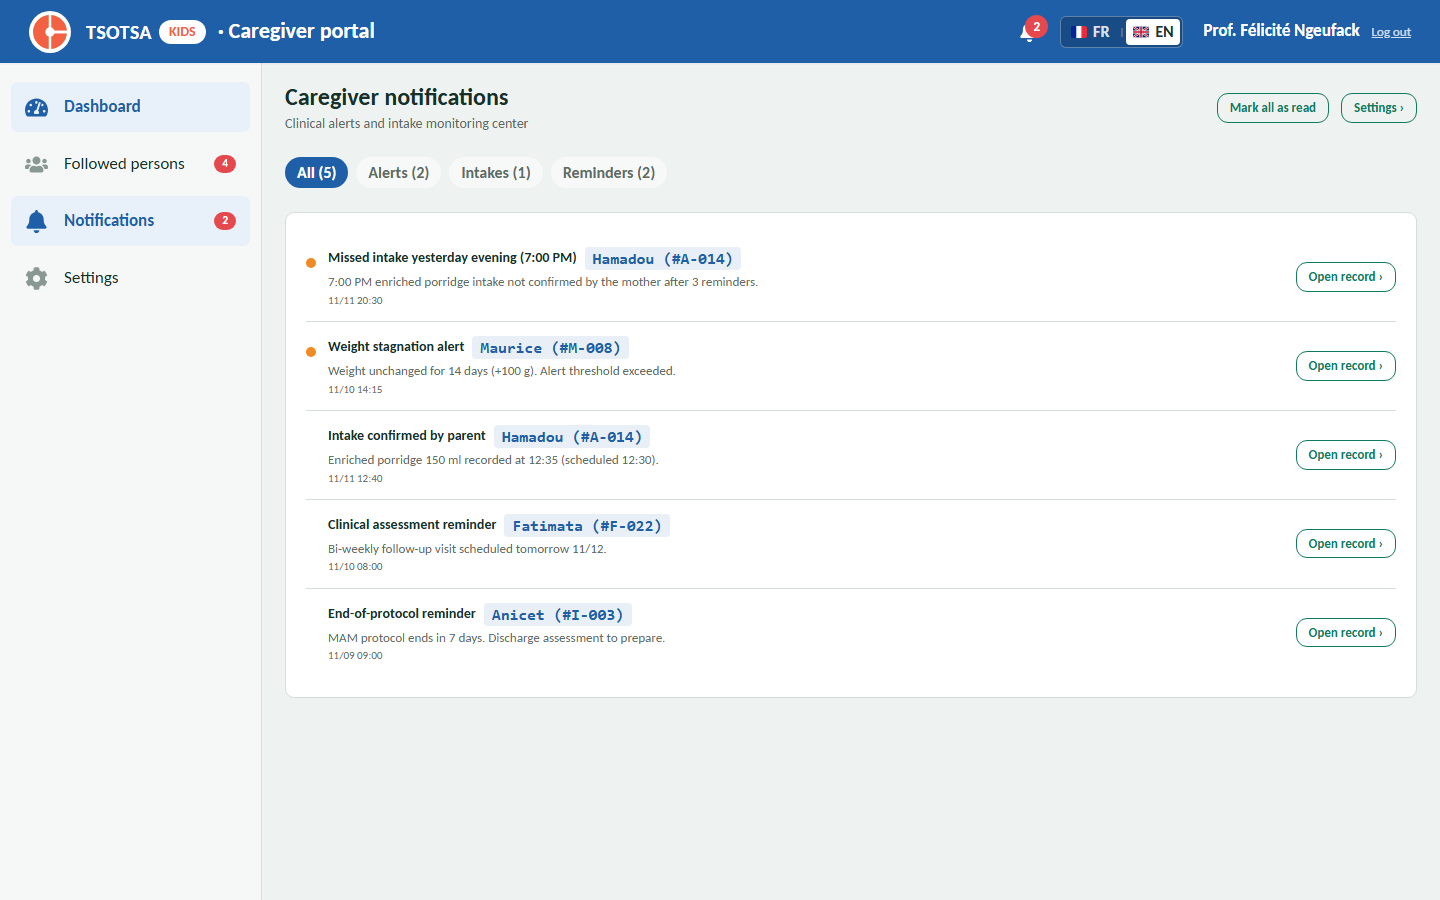 TSOTSA KIDS · Caregiver portal
2
FR | EN
Prof. Félicité Ngeufack
Log out
Dashboard
Followed persons 4
Notifications 2
Settings
Caregiver notifications
Clinical alerts and intake monitoring center
Mark all as read
Settings ›
All (5)
Alerts (2)
Intakes (1)
Reminders (2)
Missed intake yesterday evening (7:00 PM) Hamadou (#A-014)
7:00 PM enriched porridge intake not confirmed by the mother after 3 reminders.
11/11 20:30
Open record ›
Weight stagnation alert Maurice (#M-008)
Weight unchanged for 14 days (+100 g). Alert threshold exceeded.
11/10 14:15
Open record ›
Intake confirmed by parent Hamadou (#A-014)
Enriched porridge 150 ml recorded at 12:35 (scheduled 12:30).
11/11 12:40
Open record ›
Clinical assessment reminder Fatimata (#F-022)
Bi-weekly follow-up visit scheduled tomorrow 11/12.
11/10 08:00
Open record ›
End-of-protocol reminder Anicet (#I-003)
MAM protocol ends in 7 days. Discharge assessment to prepare.
11/09 09:00
Open record ›